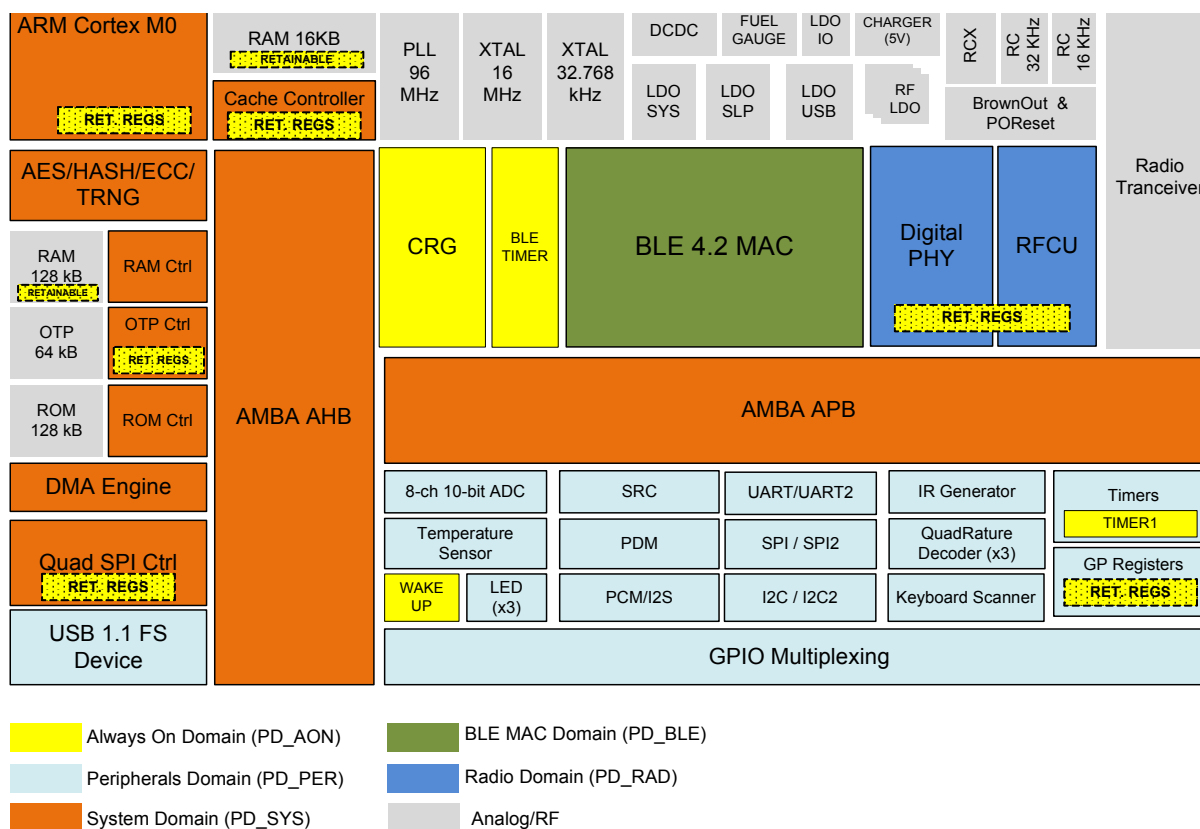 ARM Cortex M0
RET. REGS
RAM 16KB
RETAINABLE
Cache Controller
RET. REGS
PLL
96
MHz
XTAL
16
MHz
XTAL
32.768
kHz
DCDC
FUEL
GAUGE
LDO
IO
CHARGER
(5V)
LDO
SYS
LDO
SLP
LDO
USB
RF
LDO
RCX
RC
32 KHz
RC
16 KHz
BrownOut &
POReset
Radio
Tranceiver
AES/HASH/ECC/
TRNG
RAM
128 kB
RETAINABLE
RAM Ctrl
OTP
64 kB
OTP Ctrl
RET. REGS
ROM
128 kB
ROM Ctrl
DMA Engine
Quad SPI Ctrl
RET. REGS
USB 1.1 FS
Device
AMBA AHB
CRG
BLE
TIMER
BLE 4.2 MAC
Digital
PHY
RFCU
RET. REGS
AMBA APB
8-ch 10-bit ADC
SRC
UART/UART2
IR Generator
Timers
TIMER1
Temperature
Sensor
PDM
SPI / SPI2
QuadRature
Decoder (x3)
GP Registers
RET. REGS
WAKE
UP
LED
(x3)
PCM/I2S
I2C / I2C2
Keyboard Scanner
GPIO Multiplexing
Always On Domain (PD_AON)
BLE MAC Domain (PD_BLE)
Peripherals Domain (PD_PER)
Radio Domain (PD_RAD)
System Domain (PD_SYS)
Analog/RF